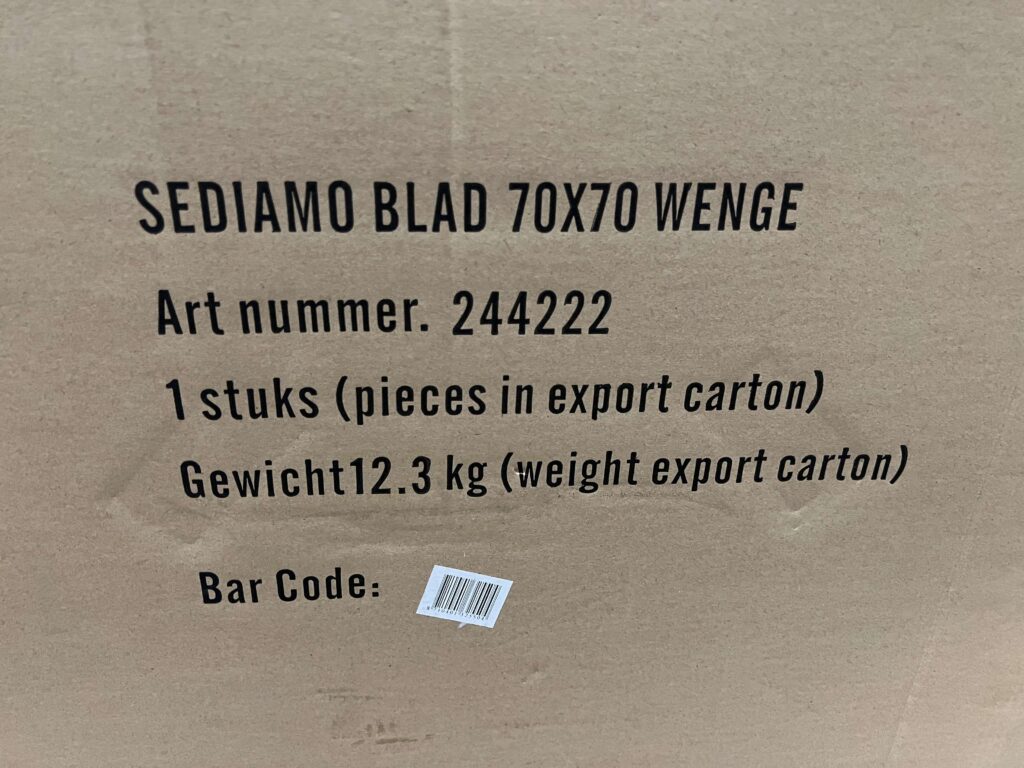 SEDIAMO BLAD 70X70 WENGE
Art nummer. 244222
1 stuks (pieces in export carton)
Gewicht12.3 kg (weight export carton)
Bar Code: